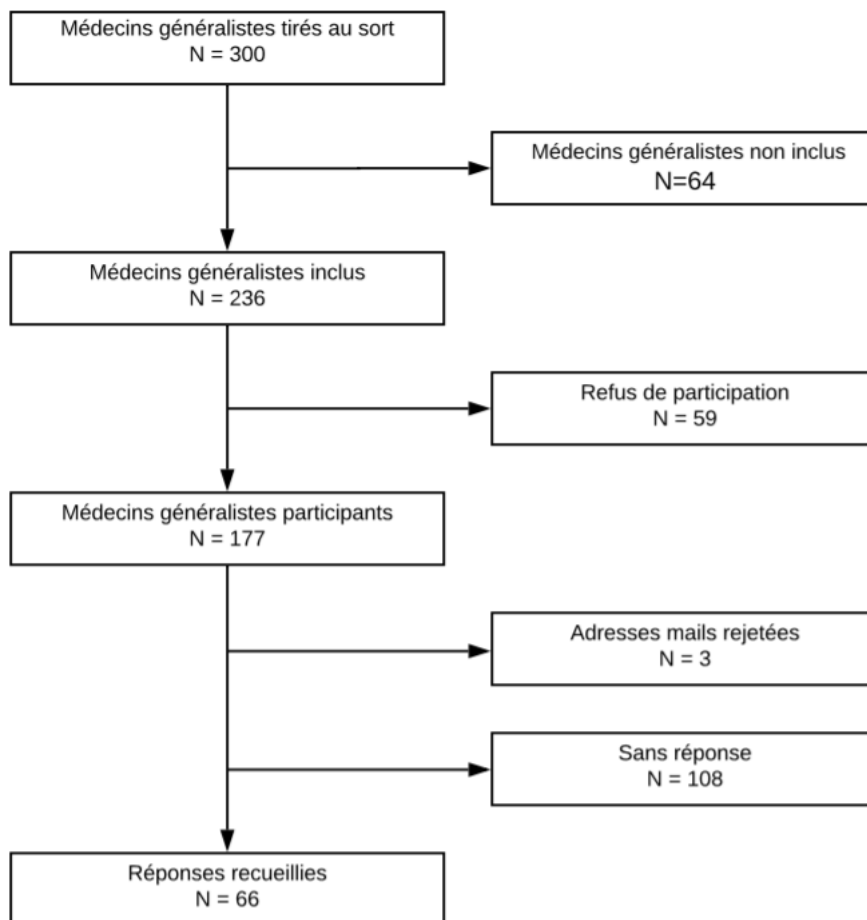 Médecins généralistes tirés au sort
N = 300
Médecins généralistes non inclus
N=64
Médecins généralistes inclus
N = 236
Refus de participation
N = 59
Médecins généralistes participants
N = 177
Adresses mails rejetées
N = 3
Sans réponse
N = 108
Réponses recueillies
N = 66